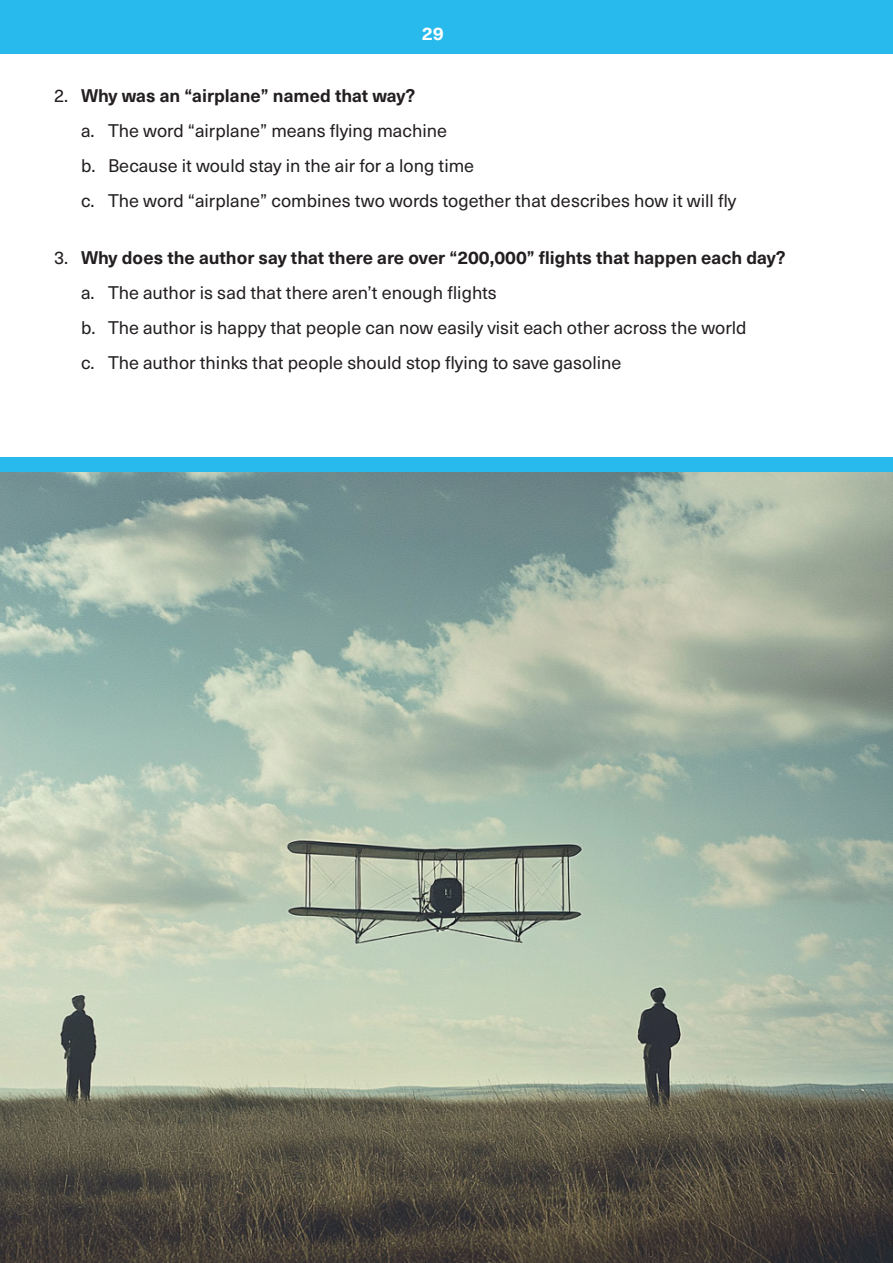 29
2. Why was an “airplane” named that way?
a. The word “airplane” means flying machine
b. Because it would stay in the air for a long time
c. The word “airplane” combines two words together that describes how it will fly
3. Why does the author say that there are over “200,000” flights that happen each day?
a. The author is sad that there aren’t enough flights
b. The author is happy that people can now easily visit each other across the world
c. The author thinks that people should stop flying to save gasoline